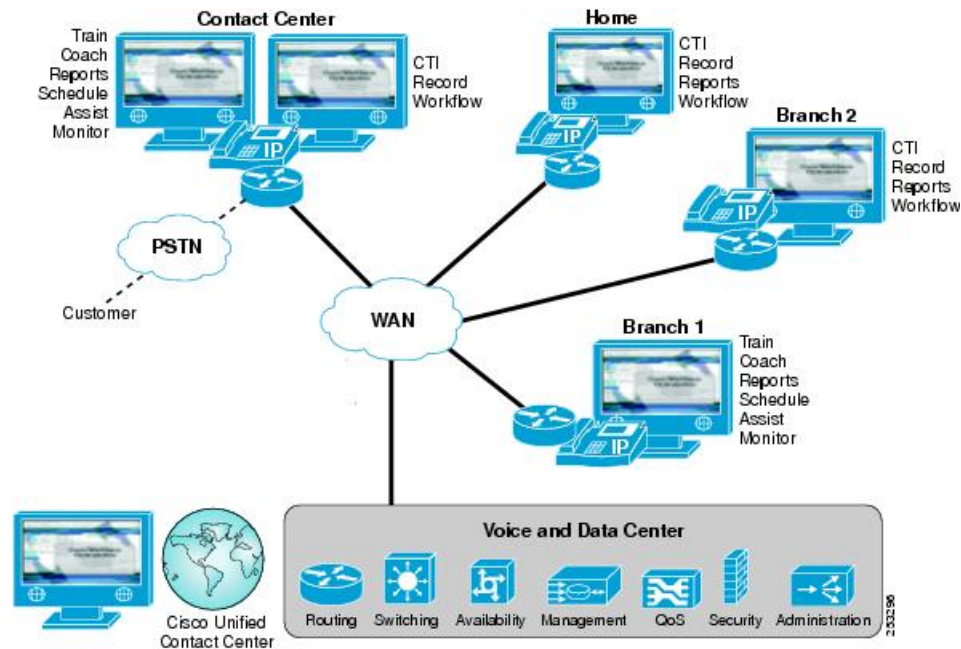 Contact Center
Train
Coach
Reports
Schedule
Assist
Monitor
CTI
Record
Workflow
IP
Home
CTI
Record
Reports
Workflow
IP
Branch 2
CTI
Record
Reports
Workflow
IP
PSTN
Customer
WAN
Branch 1
Train
Coach
Reports
Schedule
Assist
Monitor
IP
Cisco Unified
Contact Center
Voice and Data Center
Routing
Switching
Availability
Management
QoS
Security
Administration
253296